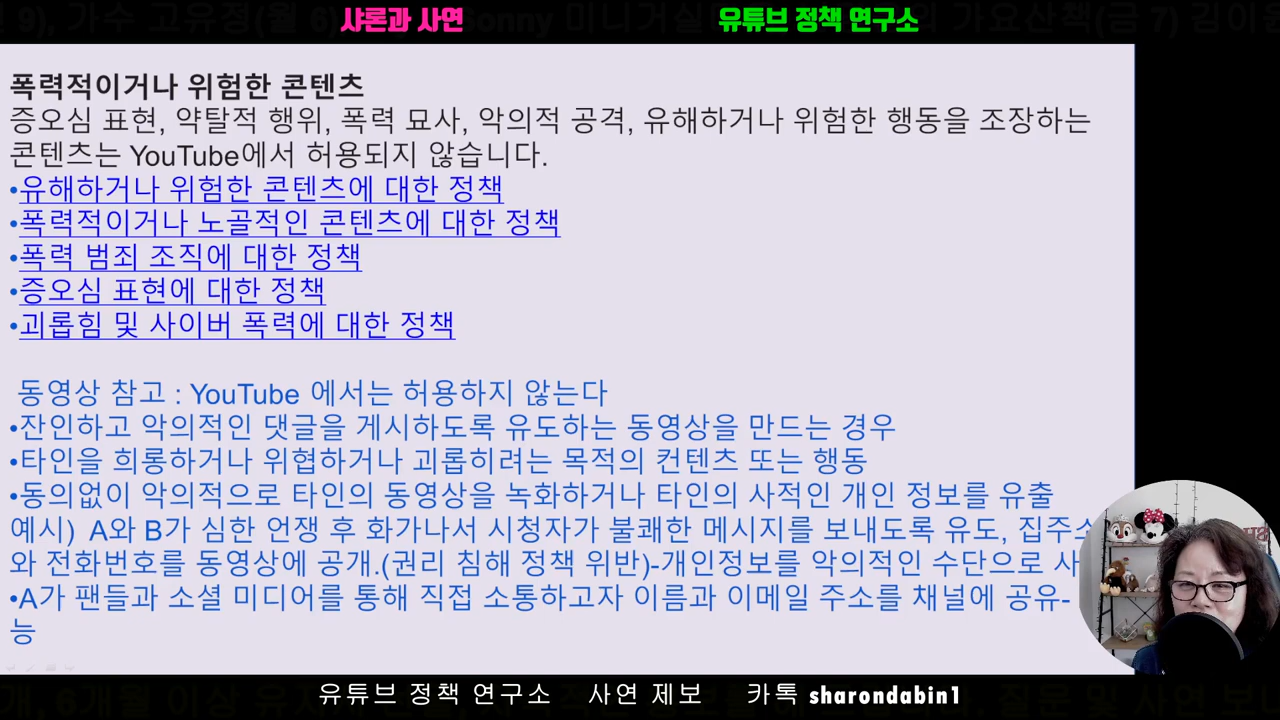 샤론과 사연 유튜브 정책 연구소
폭력적이거나 위험한 콘텐츠
증오심 표현, 약탈적 행위, 폭력 묘사, 악의적 공격, 유해하거나 위험한 행동을 조장하는
콘텐츠는 YouTube에서 허용되지 않습니다.
•유해하거나 위험한 콘텐츠에 대한 정책
•폭력적이거나 노골적인 콘텐츠에 대한 정책
•폭력 범죄 조직에 대한 정책
•증오심 표현에 대한 정책
•괴롭힘 및 사이버 폭력에 대한 정책
동영상 참고 : YouTube 에서는 허용하지 않는다
•잔인하고 악의적인 댓글을 게시하도록 유도하는 동영상을 만드는 경우
•타인을 희롱하거나 위협하거나 괴롭히려는 목적의 컨텐츠 또는 행동
•동의없이 악의적으로 타인의 동영상을 녹화하거나 타인의 사적인 개인 정보를 유출
예시) A와 B가 심한 언쟁 후 화가나서 시청자가 불쾌한 메시지를 보내도록 유도, 집주소
와 전화번호를 동영상에 공개.(권리 침해 정책 위반)-개인정보를 악의적인 수단으로 사
•A가 팬들과 소셜 미디어를 통해 직접 소통하고자 이름과 이메일 주소를 채널에 공유-
능
유튜브 정책 연구소 사연 제보 카톡 sharondabin1